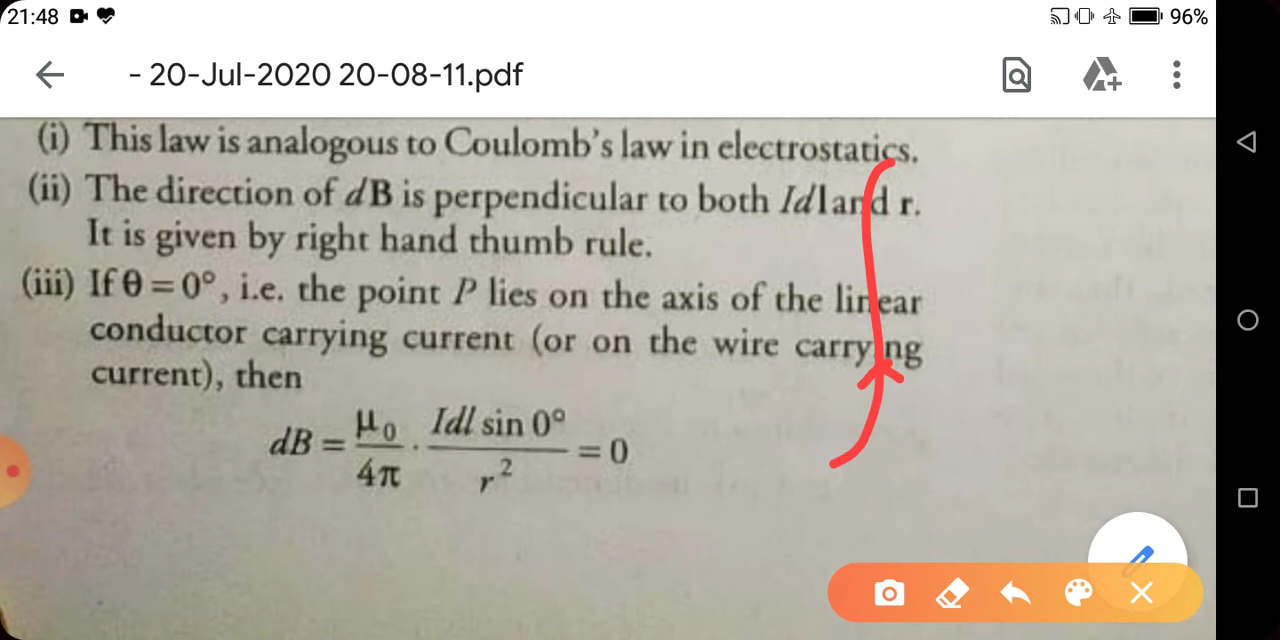 21:48
96%
- 20-Jul-2020 20-08-11.pdf
(i) This law is analogous to Coulomb's law in electrostatics.
(ii) The direction of dB is perpendicular to both Idl and r.
It is given by right hand thumb rule.
(iii) If θ = 0°, i.e. the point P lies on the axis of the linear
conductor carrying current (or on the wire carrying
current), then
dB = μ₀/4π · Idl sin 0°/r² = 0